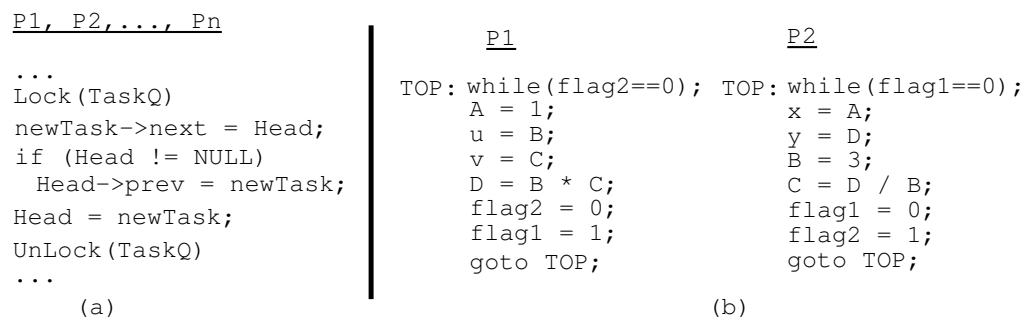 P1, P2,..., Pn
...
Lock(TaskQ)
newTask->next = Head;
if (Head != NULL)
Head->prev = newTask;
Head = newTask;
UnLock(TaskQ)
...
(a)
P1
TOP: while(flag2==0);
A = 1;
u = B;
v = C;
D = B * C;
flag2 = 0;
flag1 = 1;
goto TOP;
P2
TOP: while(flag1==0);
x = A;
y = D;
B = 3;
C = D / B;
flag1 = 0;
flag2 = 1;
goto TOP;
(b)